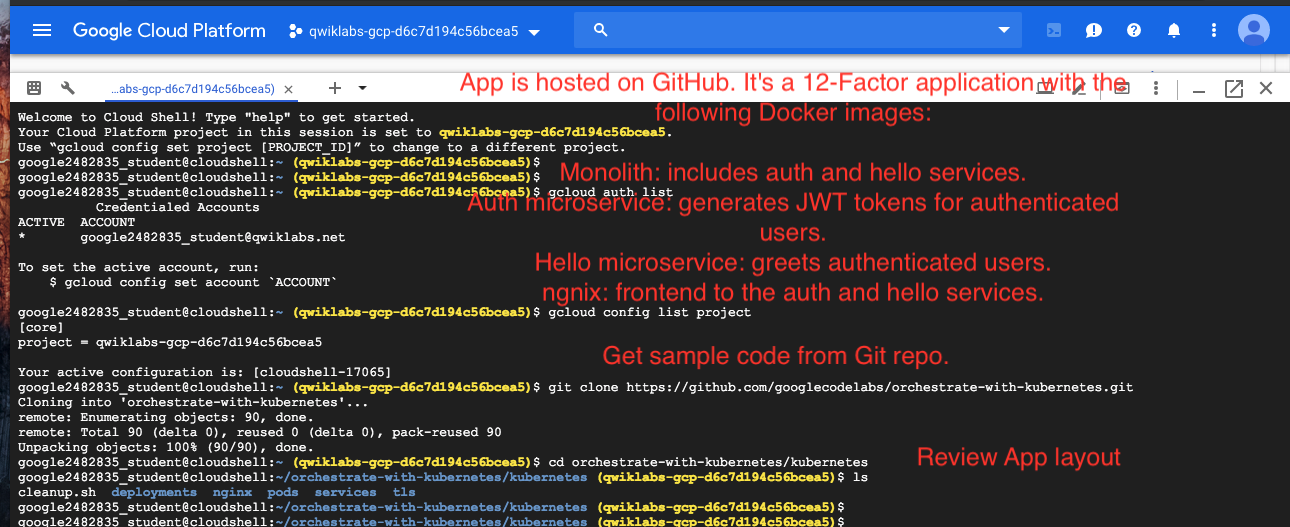 Google Cloud Platform qwiklabs-gcp-d6c7d194c56bcea5
...abs-gcp-d6c7d194c56bcea5) × +
App is hosted on GitHub. It's a 12-Factor application with the
following Docker images:
Welcome to Cloud Shell! Type "help" to get started.
Your Cloud Platform project in this session is set to qwiklabs-gcp-d6c7d194c56bcea5.
Use “gcloud config set project [PROJECT_ID]” to change to a different project.
google2482835_student@cloudshell:~ (qwiklabs-gcp-d6c7d194c56bcea5)$
google2482835_student@cloudshell:~ (qwiklabs-gcp-d6c7d194c56bcea5)$
Monolith: includes auth and hello services.
google2482835_student@cloudshell:~ (qwiklabs-gcp-d6c7d194c56bcea5)$ gcloud auth list
Auth microservice: generates JWT tokens for authenticated
users.
Credentialed Accounts
ACTIVE ACCOUNT
* google2482835_student@qwiklabs.net
Hello microservice: greets authenticated users.
ngnix: frontend to the auth and hello services.
To set the active account, run:
$ gcloud config set account `ACCOUNT`
google2482835_student@cloudshell:~ (qwiklabs-gcp-d6c7d194c56bcea5)$ gcloud config list project
[core]
project = qwiklabs-gcp-d6c7d194c56bcea5
Get sample code from Git repo.
Your active configuration is: [cloudshell-17065]
google2482835_student@cloudshell:~ (qwiklabs-gcp-d6c7d194c56bcea5)$ git clone https://github.com/googlecodelabs/orchestrate-with-kubernetes.git
Cloning into 'orchestrate-with-kubernetes'...
remote: Enumerating objects: 90, done.
remote: Total 90 (delta 0), reused 0 (delta 0), pack-reused 90
Unpacking objects: 100% (90/90), done.
google2482835_student@cloudshell:~ (qwiklabs-gcp-d6c7d194c56bcea5)$ cd orchestrate-with-kubernetes/kubernetes
Review App layout
google2482835_student@cloudshell:~/orchestrate-with-kubernetes/kubernetes (qwiklabs-gcp-d6c7d194c56bcea5)$ ls
cleanup.sh deployments nginx pods services tls
google2482835_student@cloudshell:~/orchestrate-with-kubernetes/kubernetes (qwiklabs-gcp-d6c7d194c56bcea5)$
google2482835_student@cloudshell:~/orchestrate-with-kubernetes/kubernetes (qwiklabs-gcp-d6c7d194c56bcea5)$